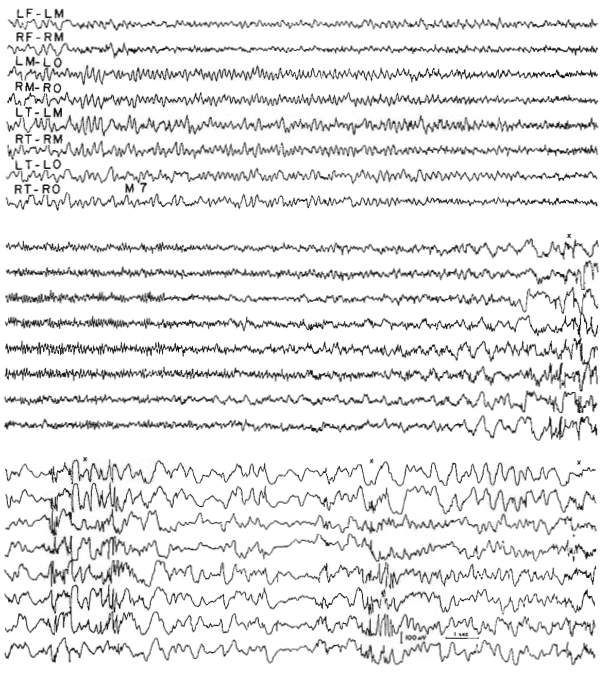 LF-LM
RF-RM
LM-LO
RM-RO
LT-LM
RT-RM
LT-LO
RT-RO M 7
x
x x x
100 µV 1 sec